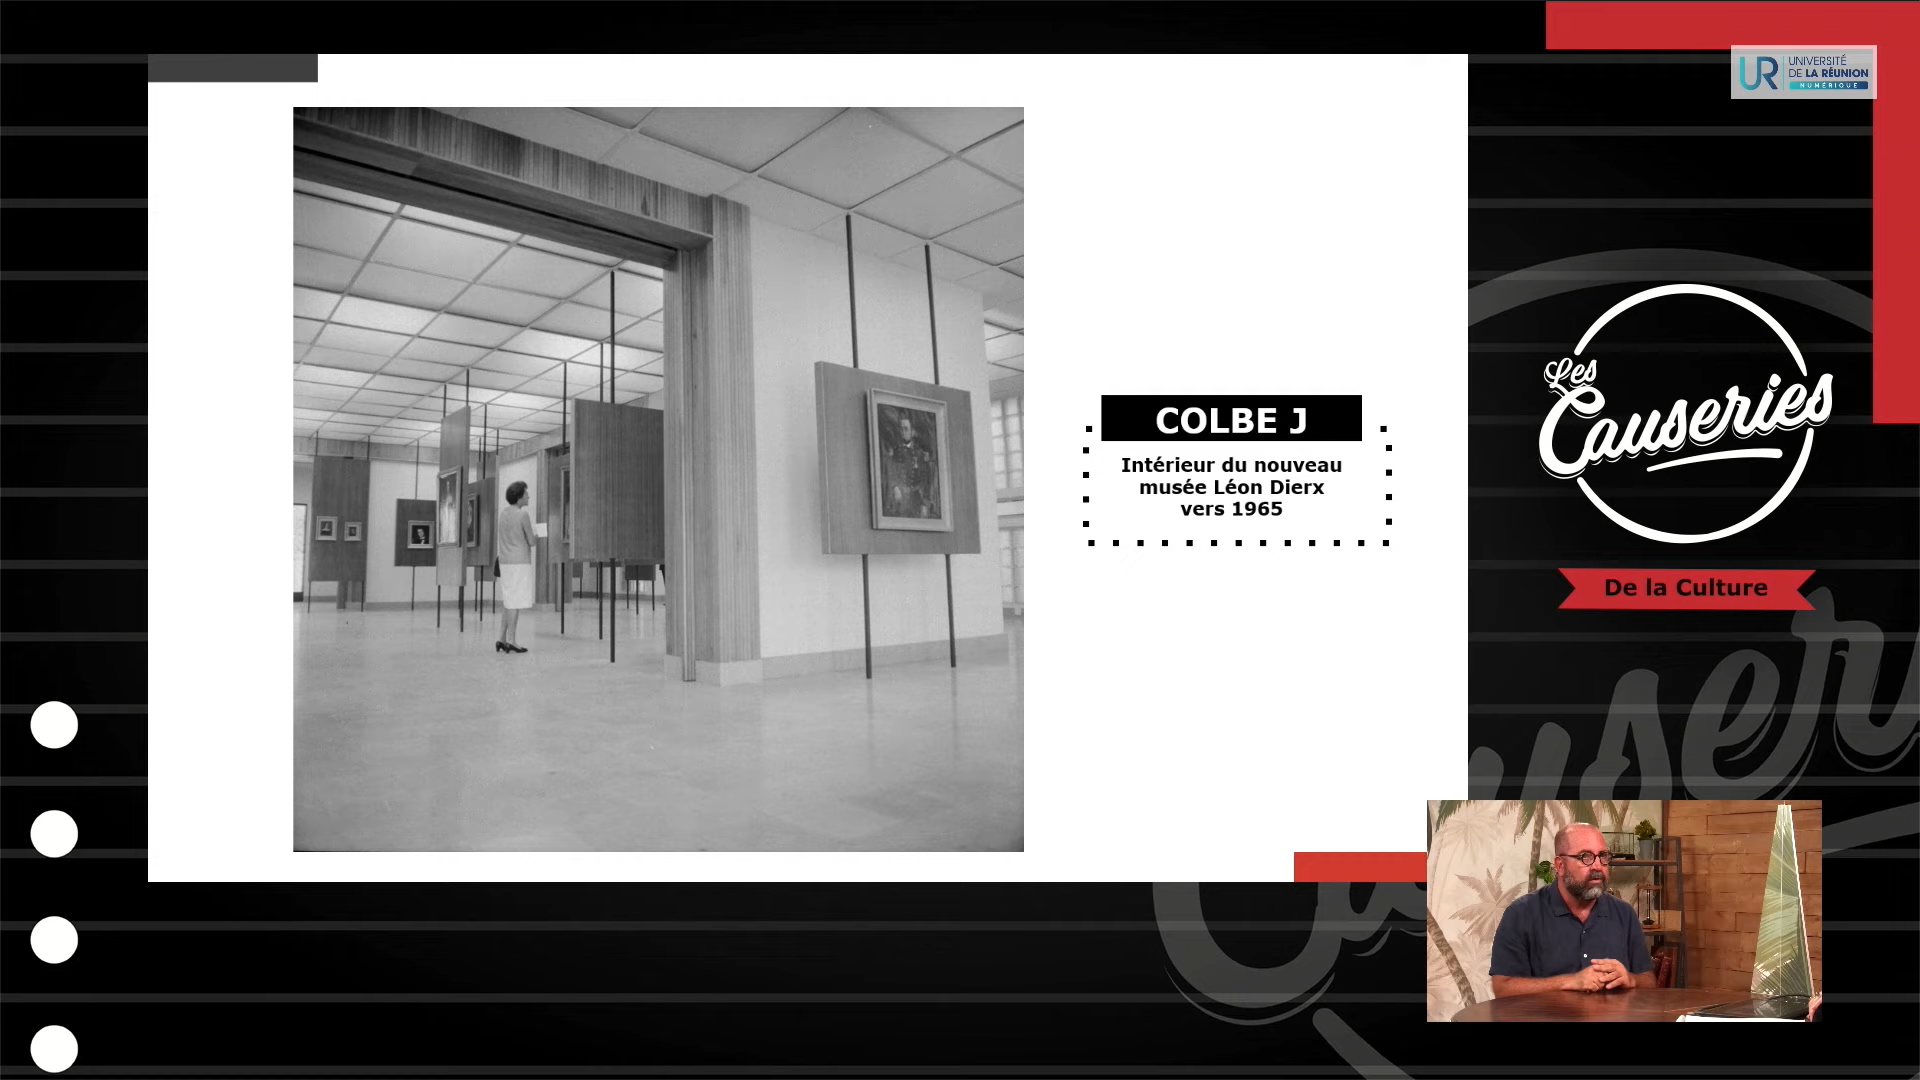 UR UNIVERSITÉ
DE LA RÉUNION
NUMÉRIQUE
COLBE J
Intérieur du nouveau
musée Léon Dierx
vers 1965
Les
Causeries
De la Culture